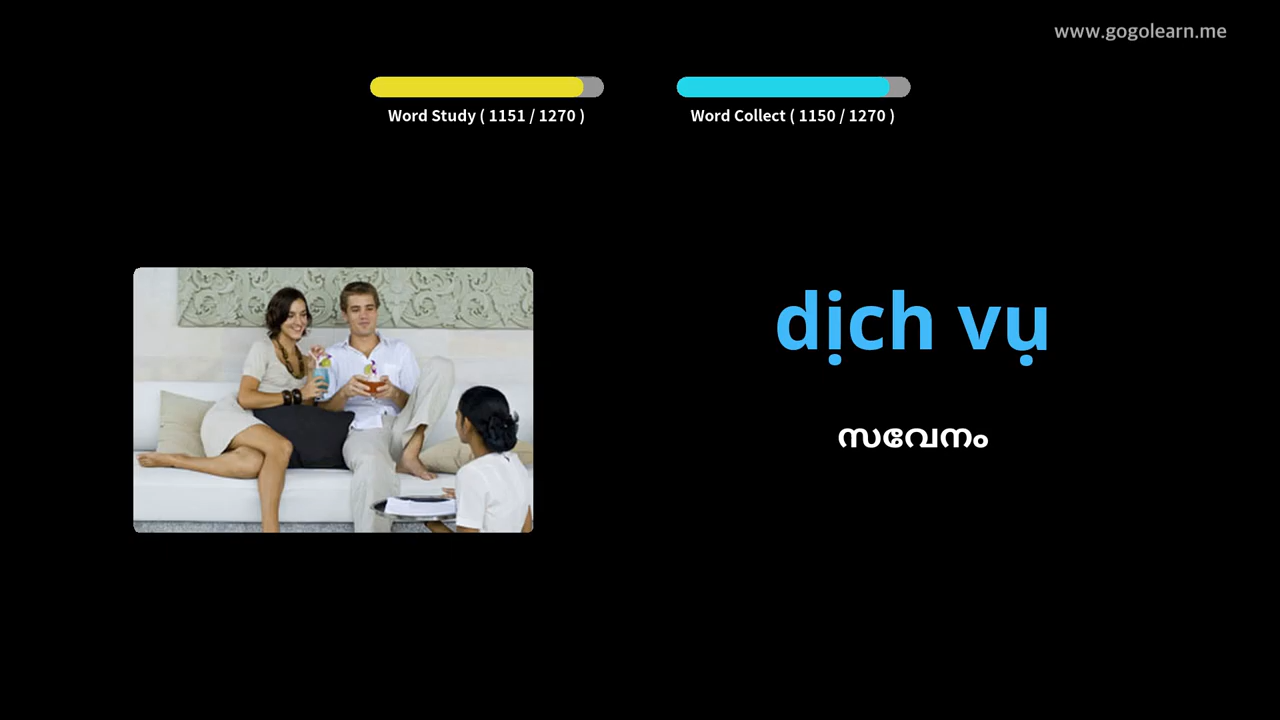 www.gogolearn.me
Word Study ( 1151 / 1270 )
Word Collect ( 1150 / 1270 )
dịch vụ
സവേനം